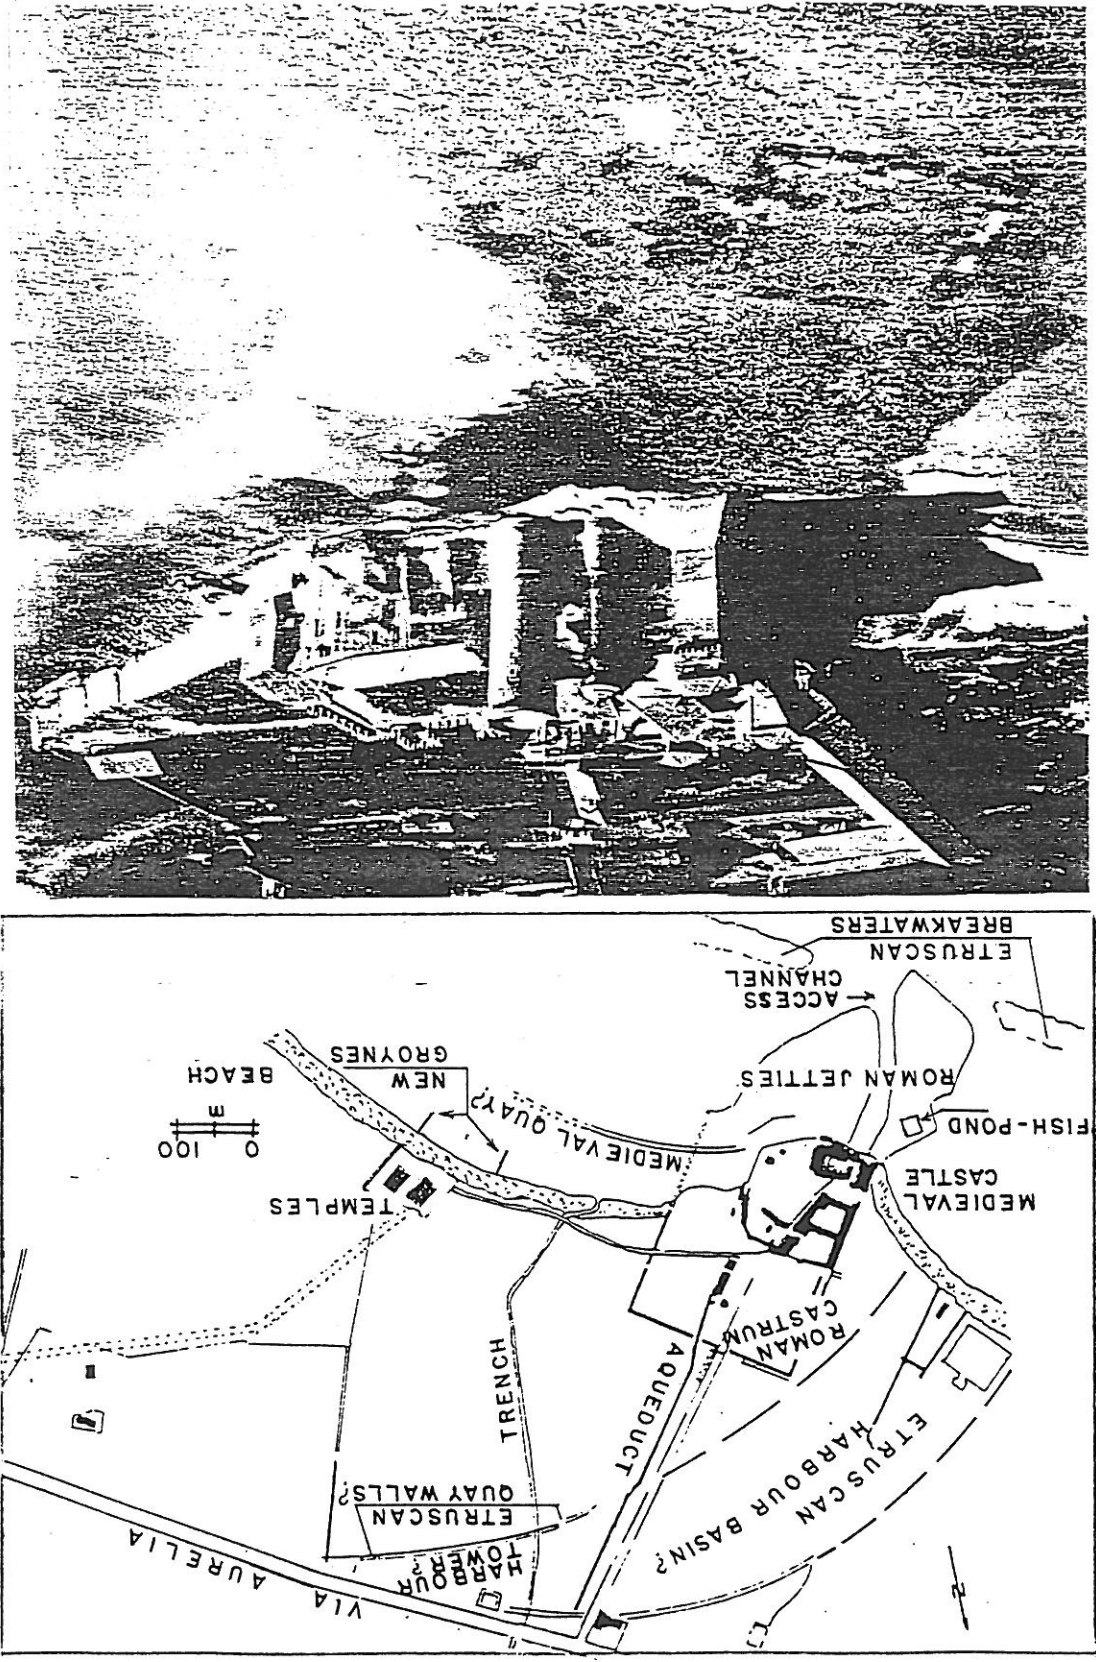 VIA AURELIA
HARBOUR
TOWER?
ETRUSCAN
QUAY WALLS?
ETRUSCAN
HARBOUR BASIN?
N
TRENCH
AQUEDUCT
ROMAN
CASTRUM
TEMPLES
MEDIEVAL
CASTLE
0 100
m
BEACH
MEDIEVAL QUAY?
NEW
GROYNES
FISH-POND
ROMAN JETTIES
ACCESS
CHANNEL
ETRUSCAN
BREAKWATERS